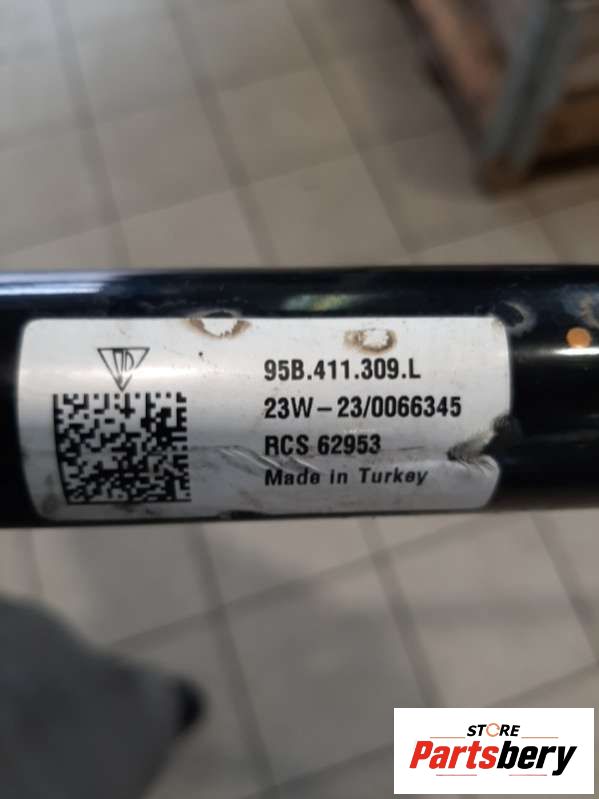 95B.411.309.L
23W-23/0066345
RCS 62953
Made in Turkey
STORE
Partsbery